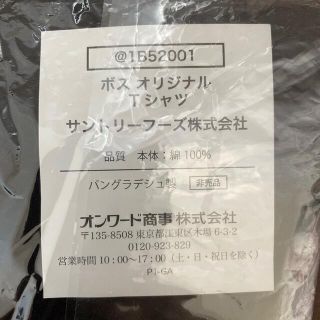 @1B52001
ボス オリジナル
Tシャツ
サントリーフーズ株式会社
品質 本体：綿100%
バングラデシュ製 非売品
オンワード商事株式会社
〒135-8508 東京都江東区木場 6-3-2
0120-923-829
営業時間 10：00〜17：00（土・日・祝日を除く）
P1-GA